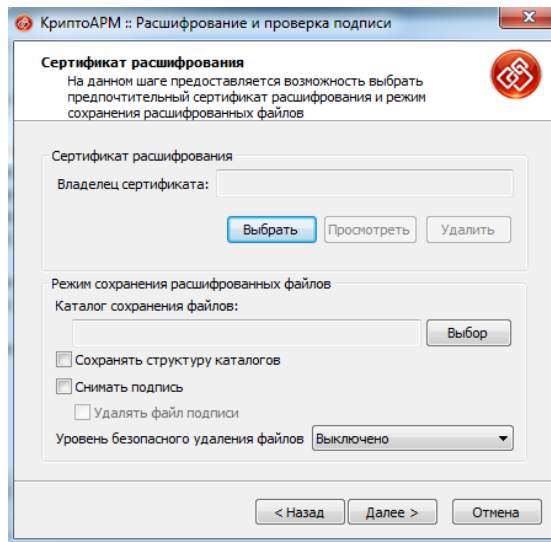 КриптоАРМ :: Расшифрование и проверка подписи
x
Сертификат расшифрования
На данном шаге предоставляется возможность выбрать
предпочтительный сертификат расшифрования и режим
сохранения расшифрованных файлов
Сертификат расшифрования
Владелец сертификата:
Выбрать Просмотреть Удалить
Режим сохранения расшифрованных файлов
Каталог сохранения файлов:
Выбор
Сохранять структуру каталогов
Снимать подпись
Удалять файл подписи
Уровень безопасного удаления файлов Выключено
< Назад Далее > Отмена